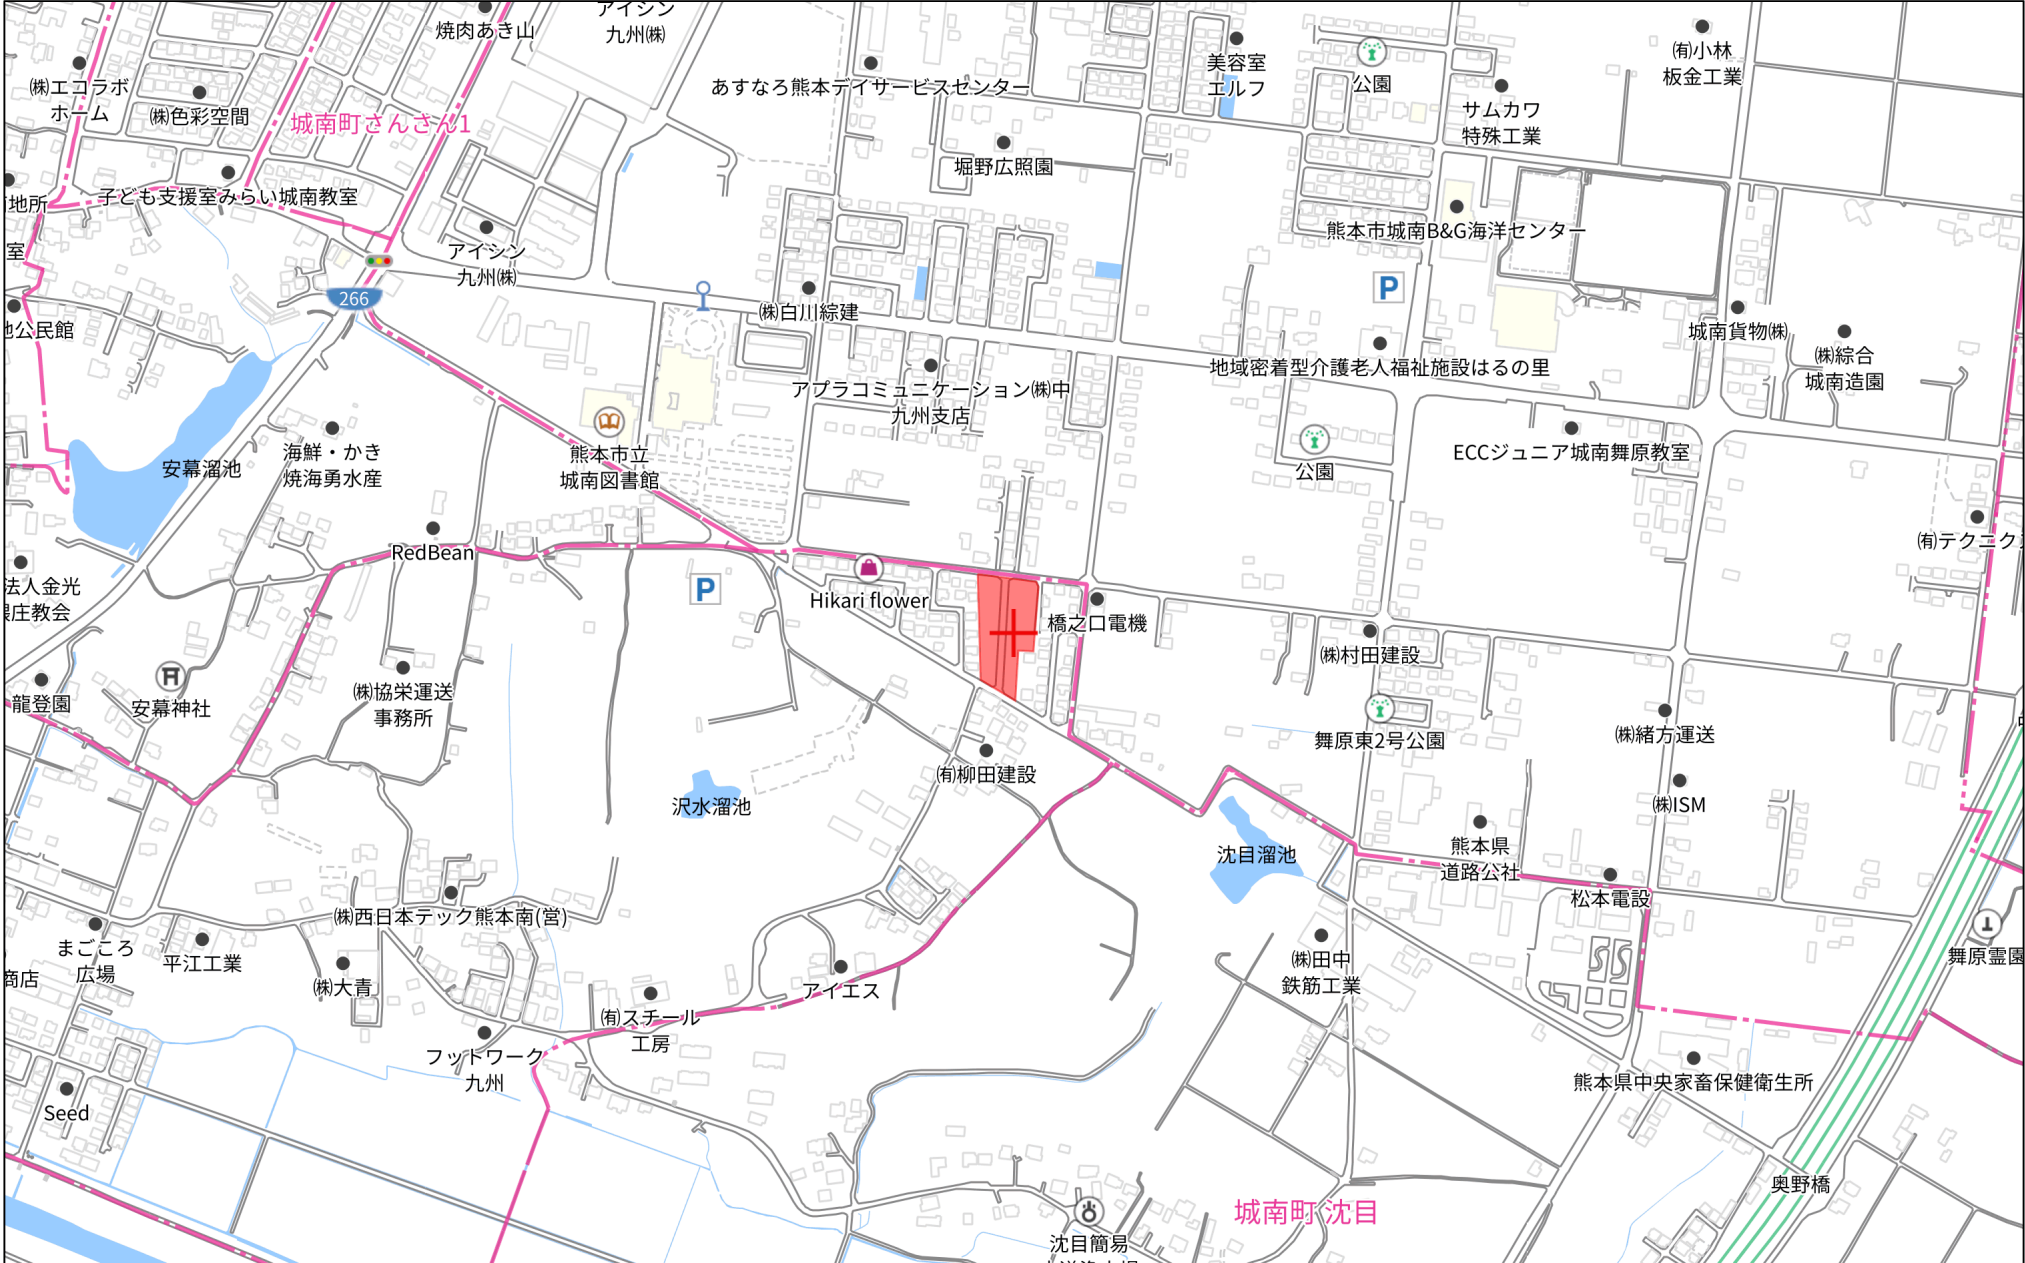 アイシン
九州㈱
焼肉あき山
㈱エコラボ
ホーム
㈱色彩空間
城南町さんさん1
あすなろ熊本デイサービスセンター
美容室
エルフ
公園
サムカワ
特殊工業
㈲小林
板金工業
堀野広照園
地所
子ども支援室みらい城南教室
室
アイシン
九州㈱
266
㈱白川綜建
熊本市城南B&G海洋センター
P
公民館
城南貨物㈱
㈱綜合
城南造園
地域密着型介護老人福祉施設はるの里
アプラコミュニケーション㈱中
九州支店
海鮮・かき
焼海勇水産
安幕溜池
熊本市立
城南図書館
公園
ECCジュニア城南舞原教室
RedBean
㈲テクニク
法人金光
庄教会
P
Hikari flower
橋之口電機
㈱村田建設
龍登園
安幕神社
㈱協栄運送
事務所
㈱緒方運送
舞原東2号公園
㈲柳田建設
沢水溜池
㈱ISM
沈目溜池
熊本県
道路公社
松本電設
㈱西日本テック熊本南(営)
まごころ
広場
平江工業
商店
㈱大青
アイエス
㈱田中
鉄筋工業
舞原霊園
㈲スチール
工房
フットワーク
九州
熊本県中央家畜保健衛生所
Seed
奥野橋
城南町 沈目
沈目簡易